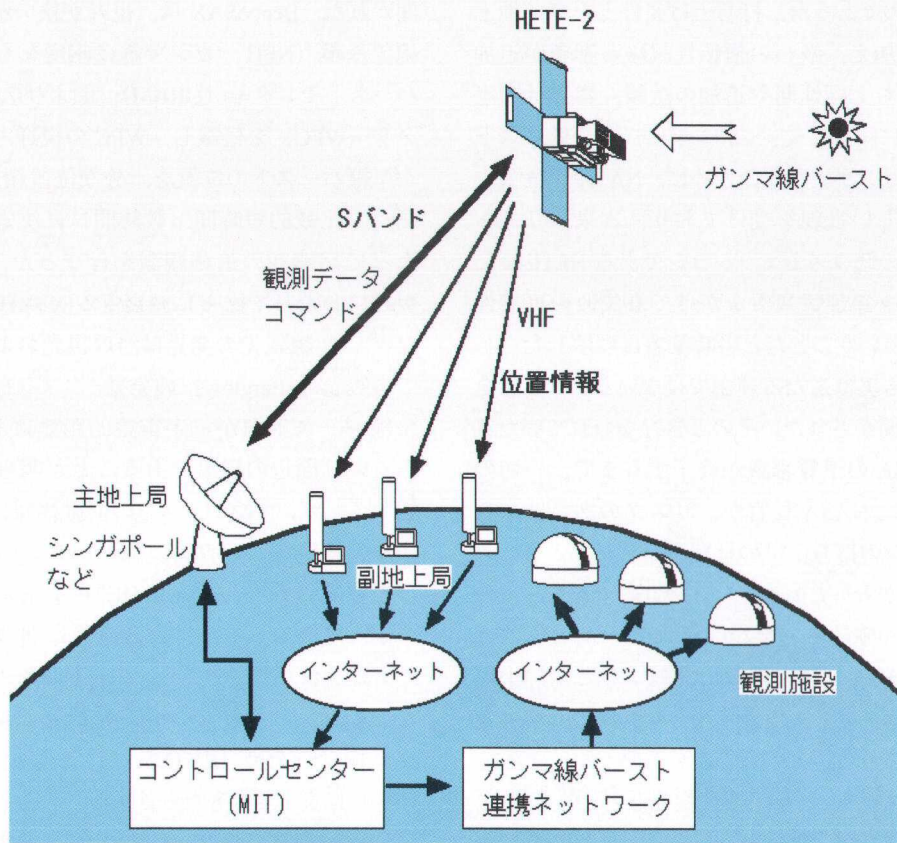 HETE-2
ガンマ線バースト
Sバンド
観測データ
コマンド
VHF
位置情報
主地上局
シンガポール
など
副地上局
インターネット
インターネット
観測施設
コントロールセンター
(MIT)
ガンマ線バースト
連携ネットワーク